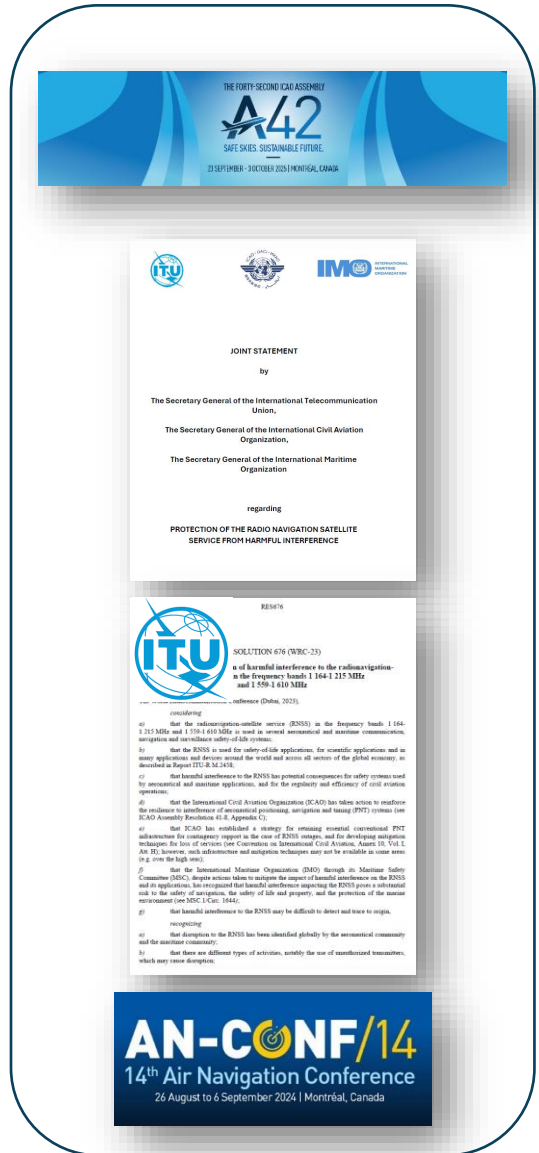 THE FORTY-SECOND ICAO ASSEMBLY
A42
SAFE SKIES. SUSTAINABLE FUTURE.
23 SEPTEMBER - 3 OCTOBER 2025 | MONTRÉAL, CANADA
ITU
IMO INTERNATIONAL
MARITIME
ORGANIZATION
JOINT STATEMENT
by
The Secretary General of the International Telecommunication
Union,
The Secretary General of the International Civil Aviation
Organization,
The Secretary General of the International Maritime
Organization
regarding
PROTECTION OF THE RADIO NAVIGATION SATELLITE
SERVICE FROM HARMFUL INTERFERENCE
RES676
ITU
SOLUTION 676 (WRC-23)
n of harmful interference to the radionavigation-
n the frequency bands 1 164-1 215 MHz
and 1 559-1 610 MHz
onference (Dubai, 2023),
considering
a) that the radionavigation-satellite service (RNSS) in the frequency bands 1 164-
1 215 MHz and 1 559-1 610 MHz is used in several aeronautical and maritime communication,
navigation and surveillance safety-of-life systems;
b) that the RNSS is used for safety-of-life applications, for scientific applications and in
many applications and devices around the world and across all sectors of the global economy, as
described in Report ITU-R M.2458;
c) that harmful interference to the RNSS has potential consequences for safety systems used
by aeronautical and maritime applications, and for the regularity and efficiency of civil aviation
operations;
d) that the International Civil Aviation Organization (ICAO) has taken action to reinforce
the resilience to interference of aeronautical positioning, navigation and timing (PNT) systems (see
ICAO Assembly Resolution 41-8, Appendix C);
e) that ICAO has established a strategy for retaining essential conventional PNT
infrastructure for contingency support in the case of RNSS outages, and for developing mitigation
techniques for loss of services (see Convention on International Civil Aviation, Annex 10, Vol. I,
Att. H); however, such infrastructure and mitigation techniques may not be available in some areas
(e.g. over the high seas);
f) that the International Maritime Organization (IMO) through its Maritime Safety
Committee (MSC), despite actions taken to mitigate the impact of harmful interference on the RNSS
and its applications, has recognized that harmful interference impacting the RNSS poses a substantial
risk to the safety of navigation, the safety of life and property, and the protection of the marine
environment (see MSC.1/Circ. 1644);
g) that harmful interference to the RNSS may be difficult to detect and trace to origin,
recognizing
a) that disruption to the RNSS has been identified globally by the aeronautical community
and the maritime community;
b) that there are different types of activities, notably the use of unauthorized transmitters,
which may cause disruption;
AN-CONF/14
14th Air Navigation Conference
26 August to 6 September 2024 | Montréal, Canada